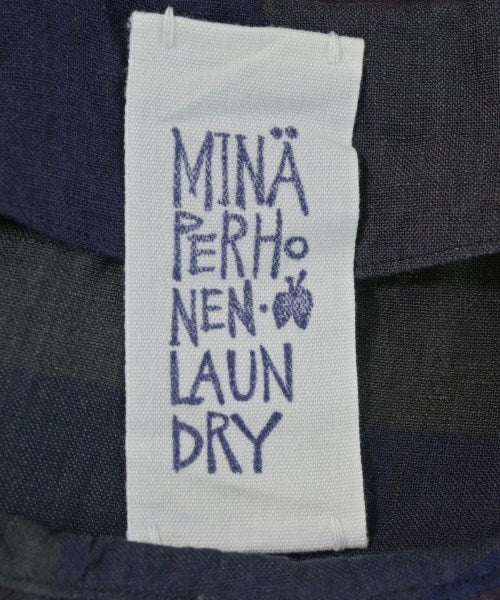 MINÄ
PERHO
NEN·
LAUN
DRY